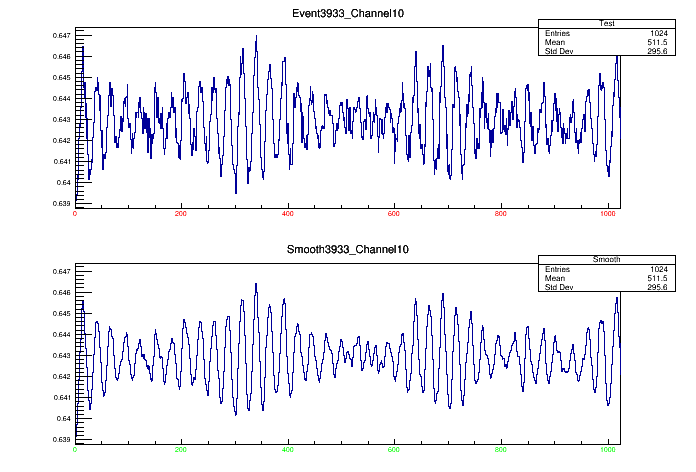 Event3933_Channel10
Test
Entries 1024
Mean 511.5
Std Dev 295.6
0.647
0.646
0.645
0.644
0.643
0.642
0.641
0.64
0.639
0 200 400 600 800 1000
Smooth3933_Channel10
Smooth
Entries 1024
Mean 511.5
Std Dev 295.6
0.647
0.646
0.645
0.644
0.643
0.642
0.641
0.64
0.639
0 200 400 600 800 1000